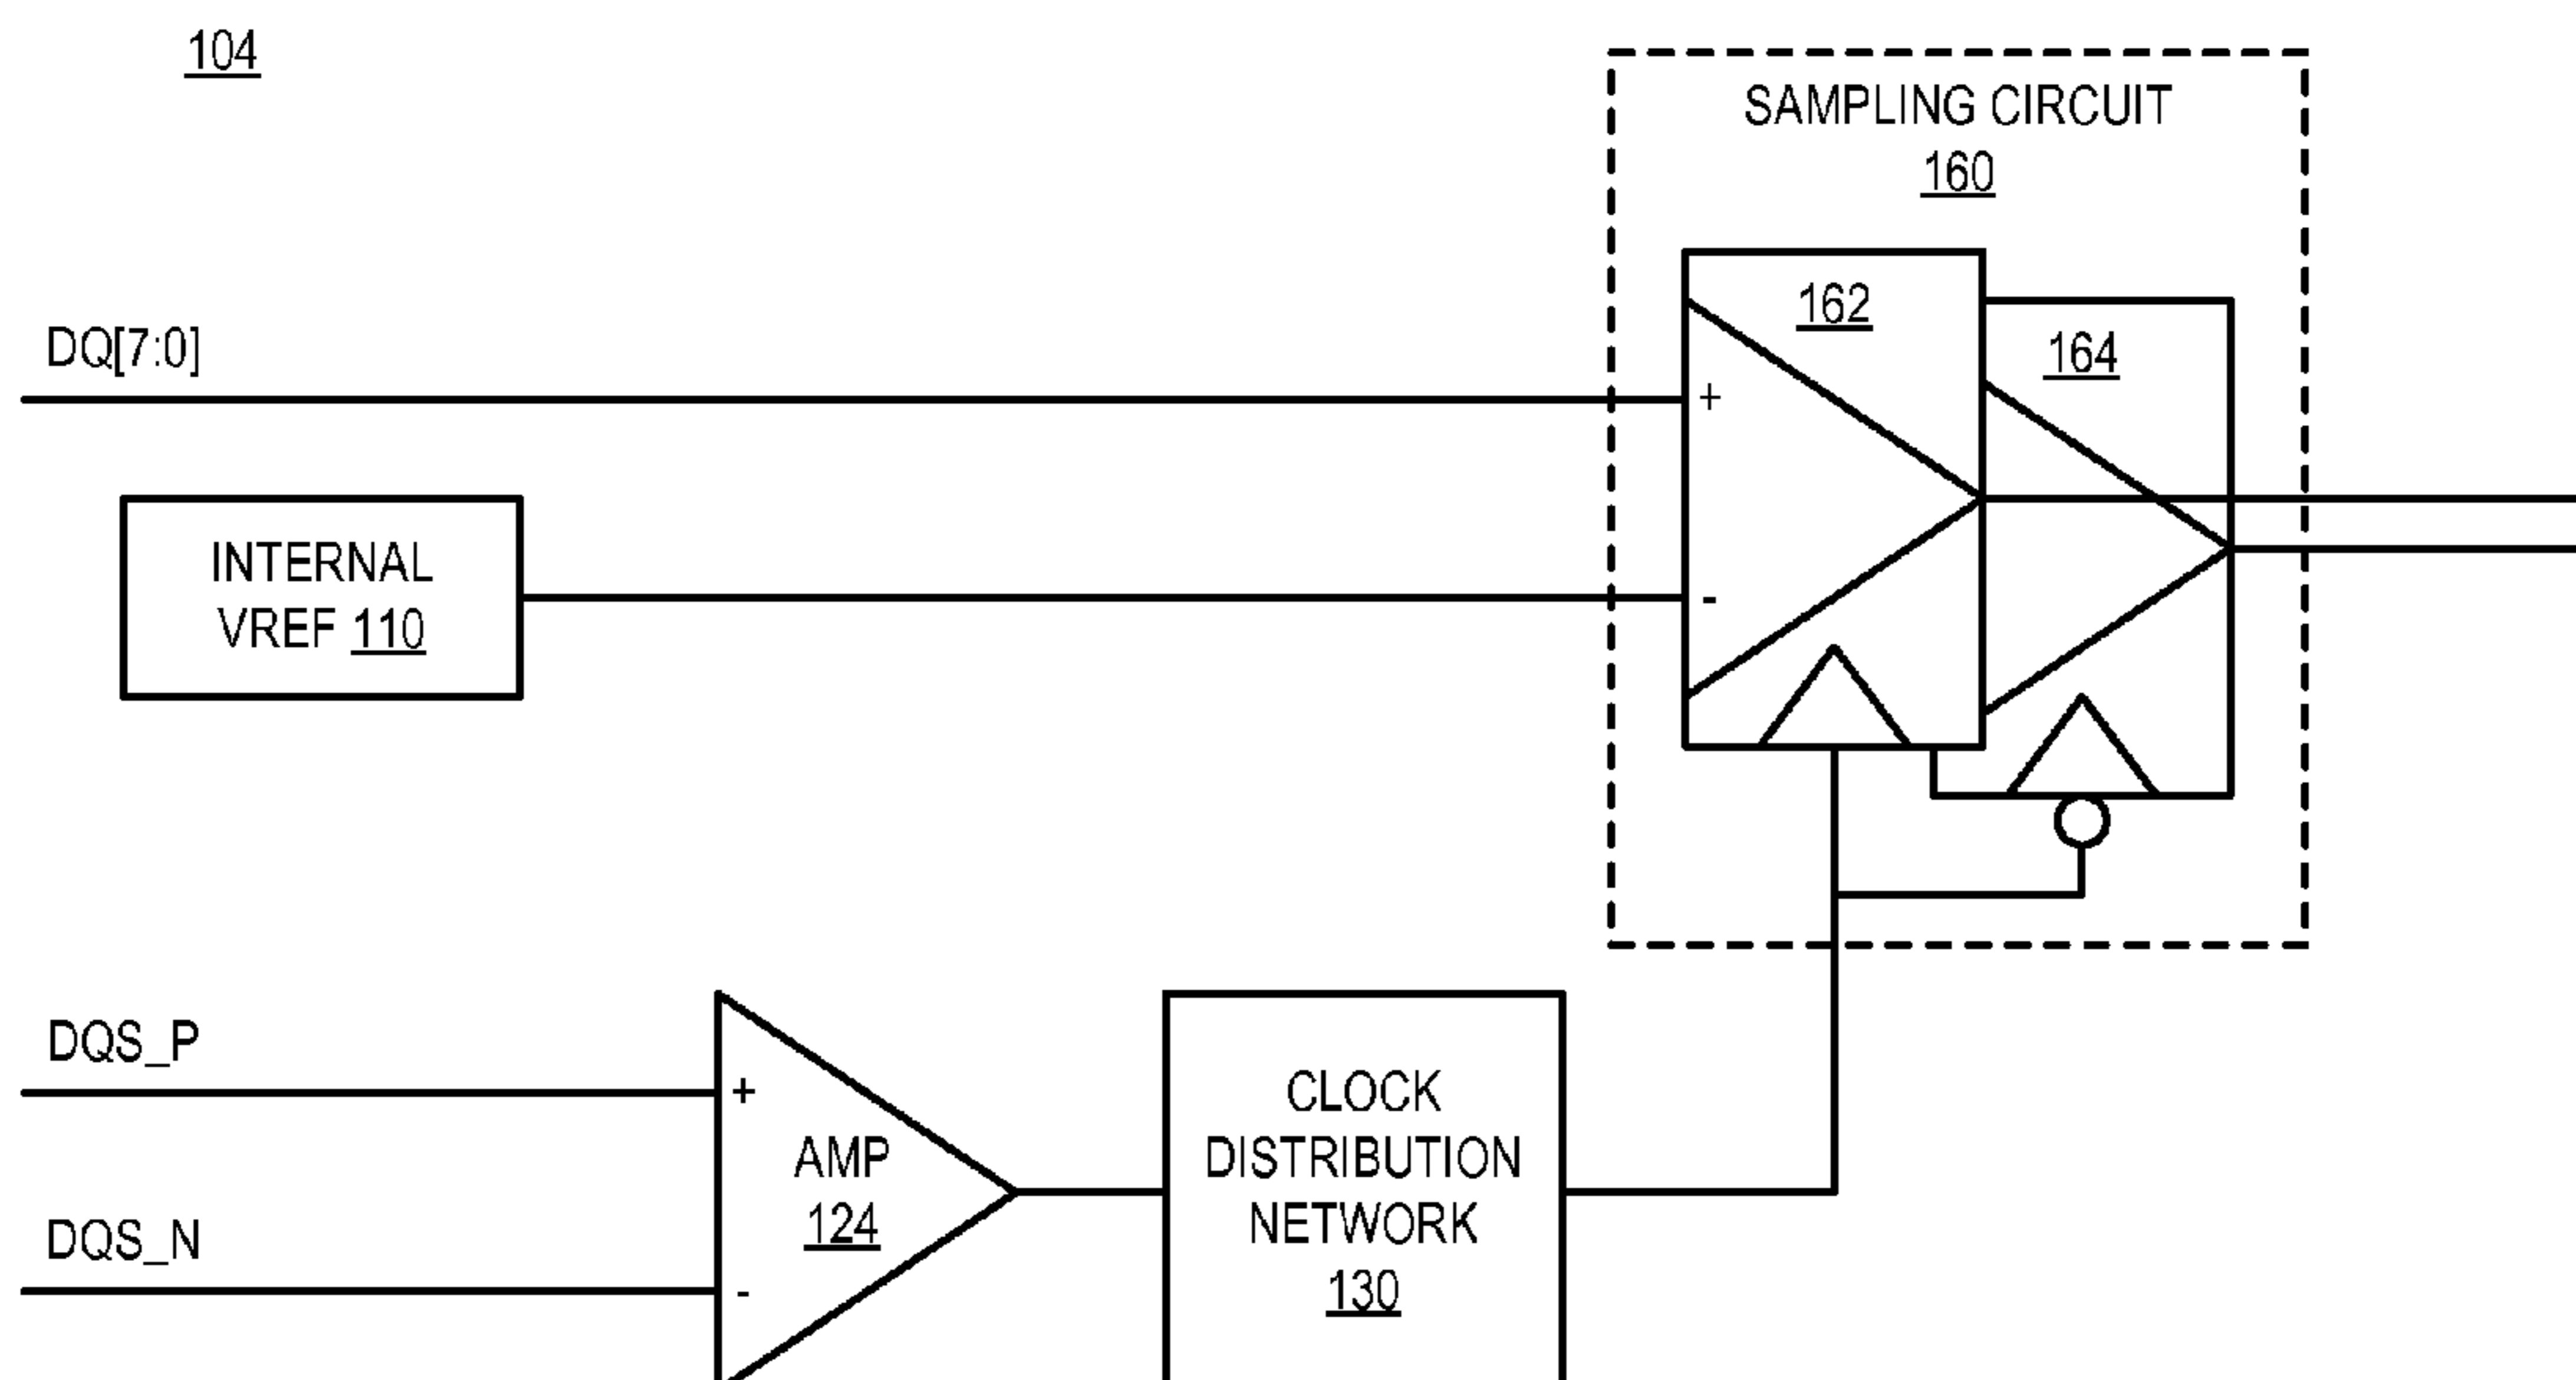 104
SAMPLING CIRCUIT
160
162
164
DQ[7:0]
+
-
INTERNAL
VREF 110
DQS_P
DQS_N
+
-
AMP
124
CLOCK
DISTRIBUTION
NETWORK
130